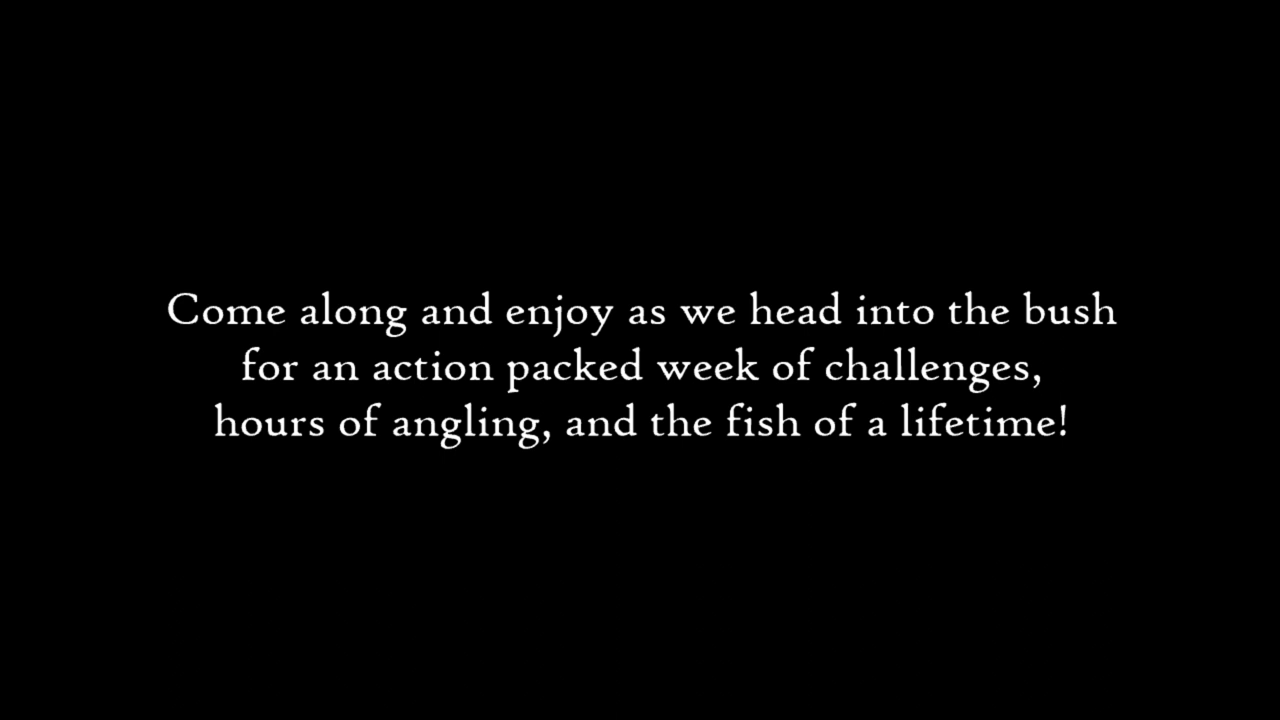 Come along and enjoy as we head into the bush
for an action packed week of challenges,
hours of angling, and the fish of a lifetime!